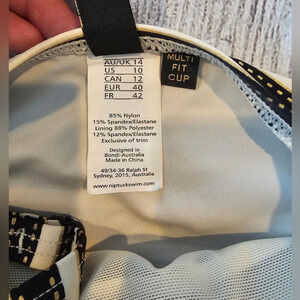 AU/UK 14
US 10
CAN 12
EUR 40
FR 42
85% Nylon
15% Spandex/Elastane
Lining 88% Polyester
12% Spandex/Elastane
Exclusive of trim
Designed in
Bondi-Australia
Made in China
49/34-36 Ralph St
Sydney, 2015, Australia
www.niptuckswim.com
MULTI
FIT
CUP